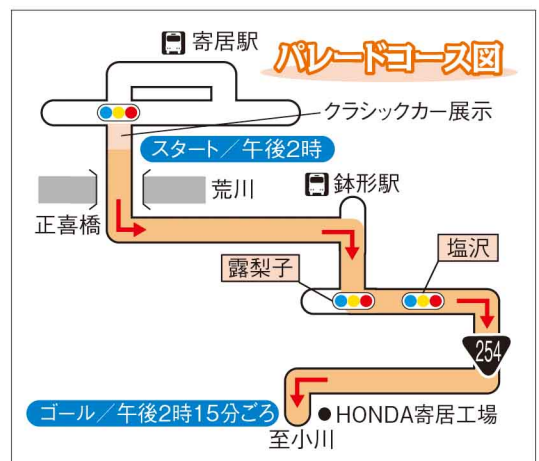 寄居駅
パレードコース図
クラシックカー展示
スタート／午後2時
荒川
鉢形駅
正喜橋
塩沢
露梨子
254
ゴール／午後2時15分ごろ
●HONDA寄居工場
至小川